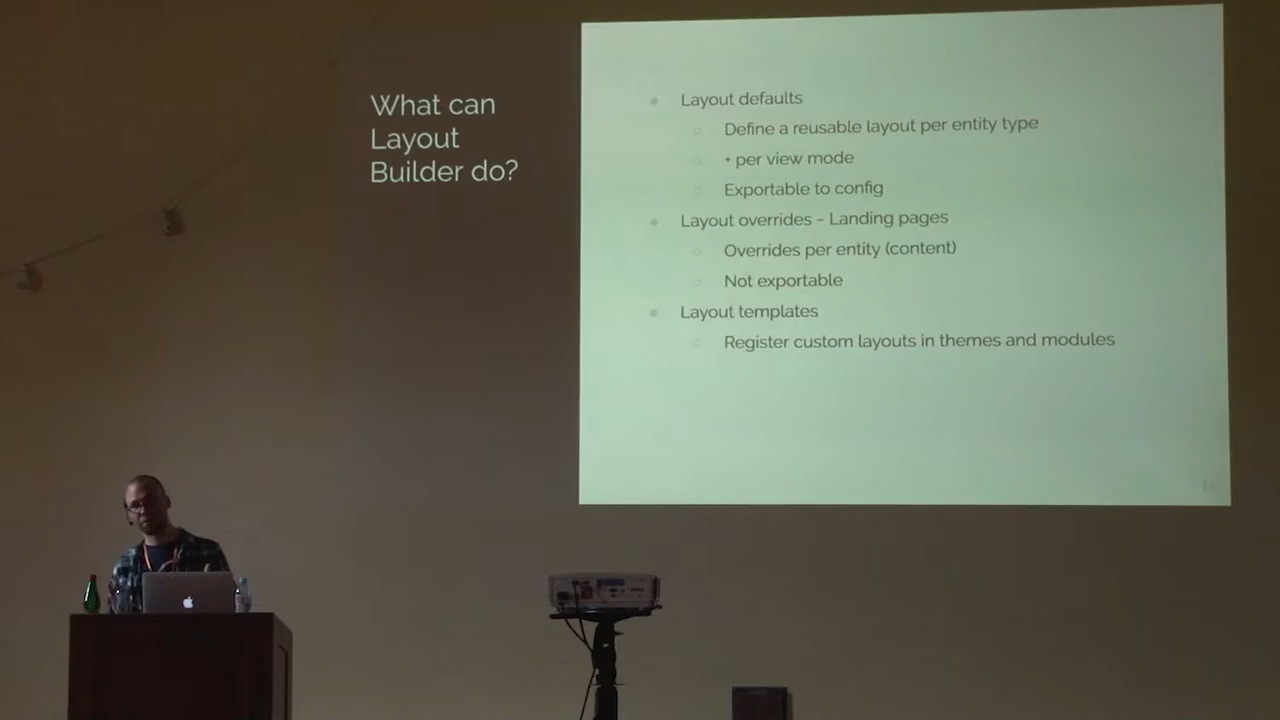 What can
Layout
Builder do?
Layout defaults
Define a reusable layout per entity type
+ per view mode
Exportable to config
Layout overrides - Landing pages
Overrides per entity (content)
Not exportable
Layout templates
Register custom layouts in themes and modules